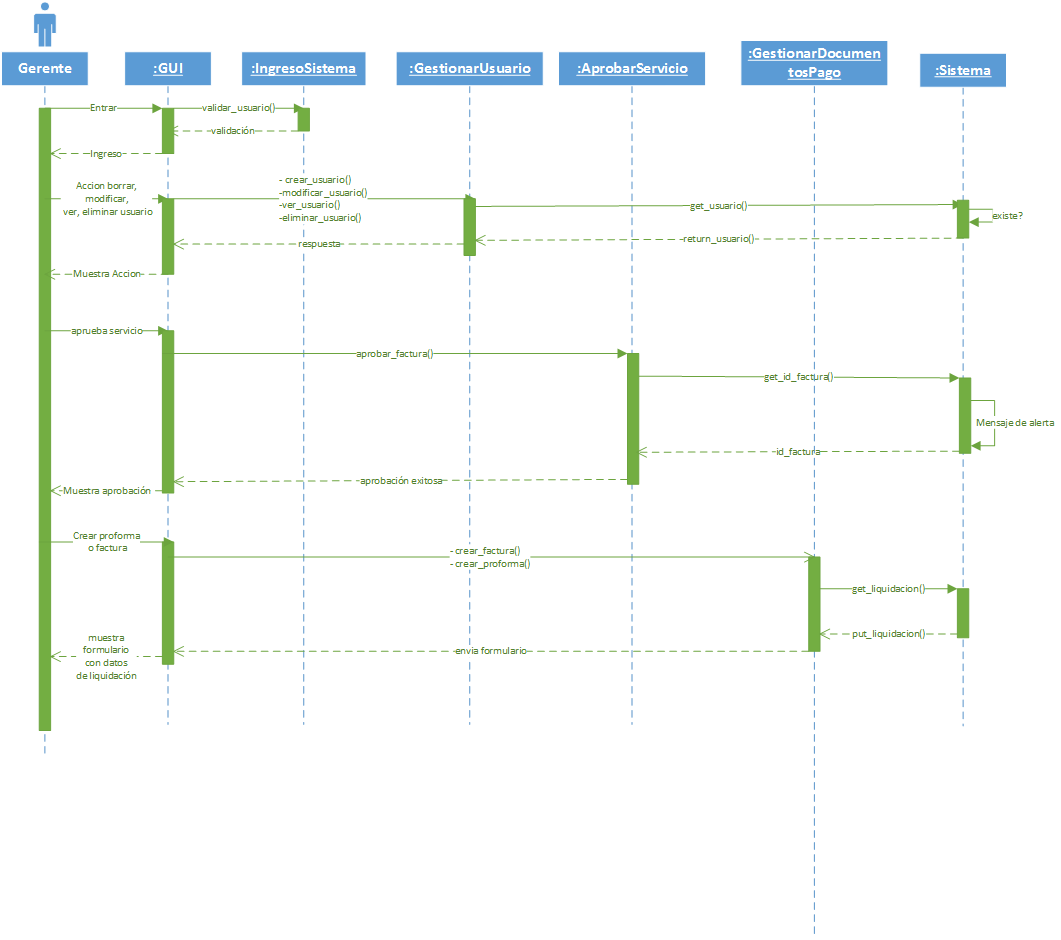 Gerente
:GUI
:IngresoSistema
:GestionarUsuario
:AprobarServicio
:GestionarDocumen
tosPago
:Sistema
Entrar
validar_usuario()
validación
Ingreso
Accion borrar,
modificar,
ver, eliminar usuario
- crear_usuario()
-modificar_usuario()
-ver_usuario()
-eliminar_usuario()
get_usuario()
existe?
return_usuario()
respuesta
Muestra Accion
aprueba servicio
aprobar_factura()
get_id_factura()
Mensaje de alerta
id_factura
aprobación exitosa
Muestra aprobación
Crear proforma
o factura
- crear_factura()
- crear_proforma()
get_liquidacion()
put_liquidacion()
envia formulario
muestra
formulario
con datos
de liquidación